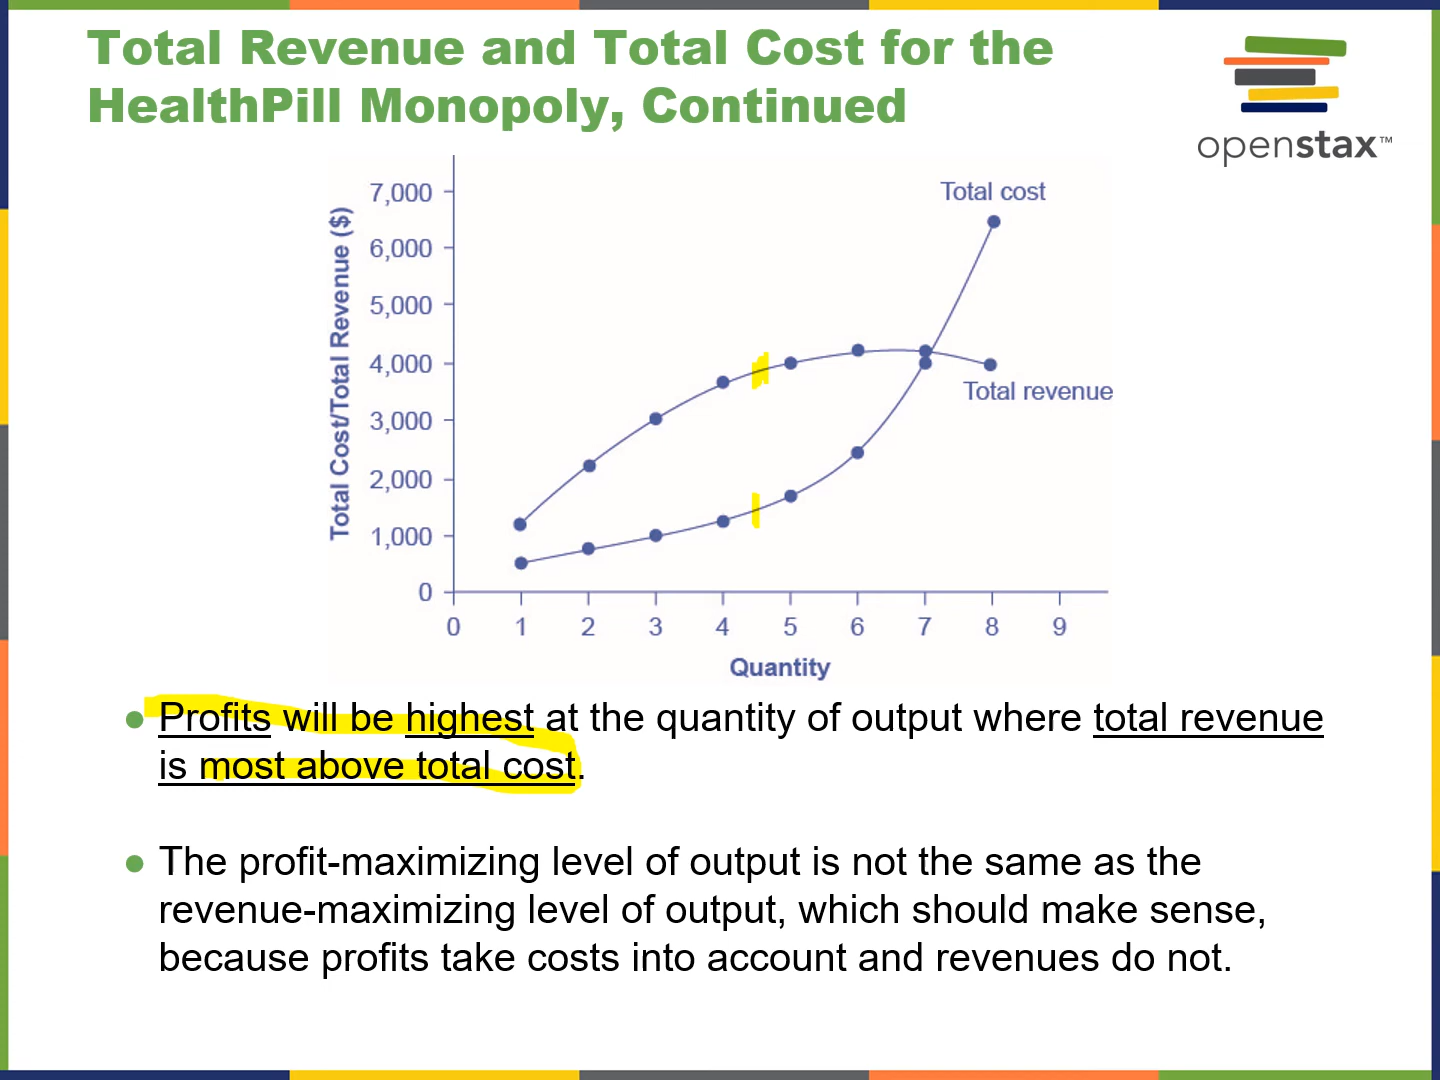 Total Revenue and Total Cost for the
HealthPill Monopoly, Continued
openstax™
Total Cost/Total Revenue ($)
7,000
6,000
5,000
4,000
3,000
2,000
1,000
0
Total cost
Total revenue
0 1 2 3 4 5 6 7 8 9
Quantity
● Profits will be highest at the quantity of output where total revenue
is most above total cost.
● The profit-maximizing level of output is not the same as the
revenue-maximizing level of output, which should make sense,
because profits take costs into account and revenues do not.